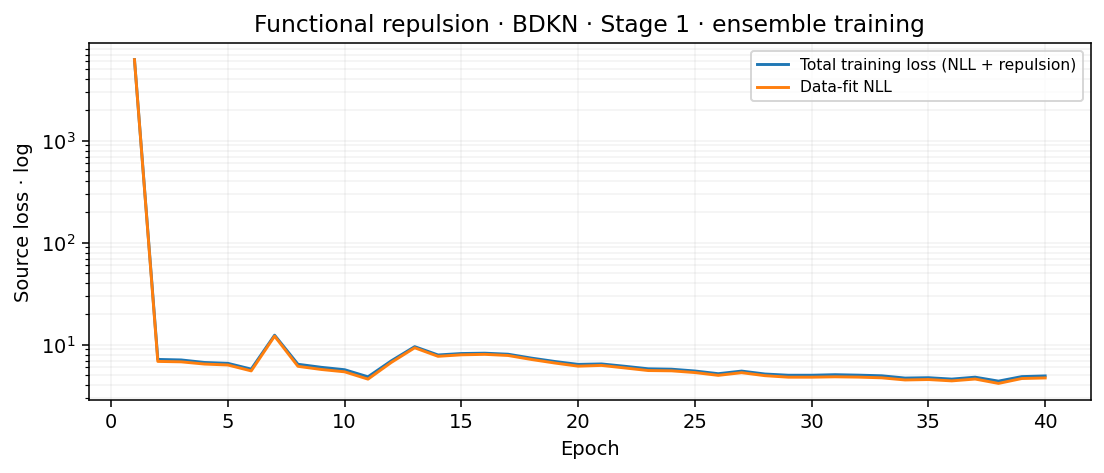 Functional repulsion · BDKN · Stage 1 · ensemble training
Total training loss (NLL + repulsion)
Data-fit NLL
10³
10²
10¹
Source loss · log
0 5 10 15 20 25 30 35 40
Epoch